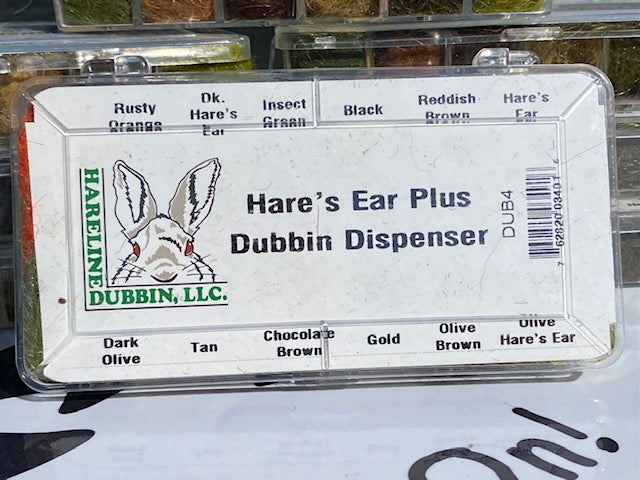 Rusty
Orange
Dk.
Hare's
Ear
Insect
Green
Black
Reddish
Brown
Hare's
Ear
HARELINE
DUBBIN, LLC.
Hare's Ear Plus
Dubbin Dispenser
DUB4
Dark
Olive
Tan
Chocolate
Brown
Gold
Olive
Brown
Olive
Hare's Ear
On!